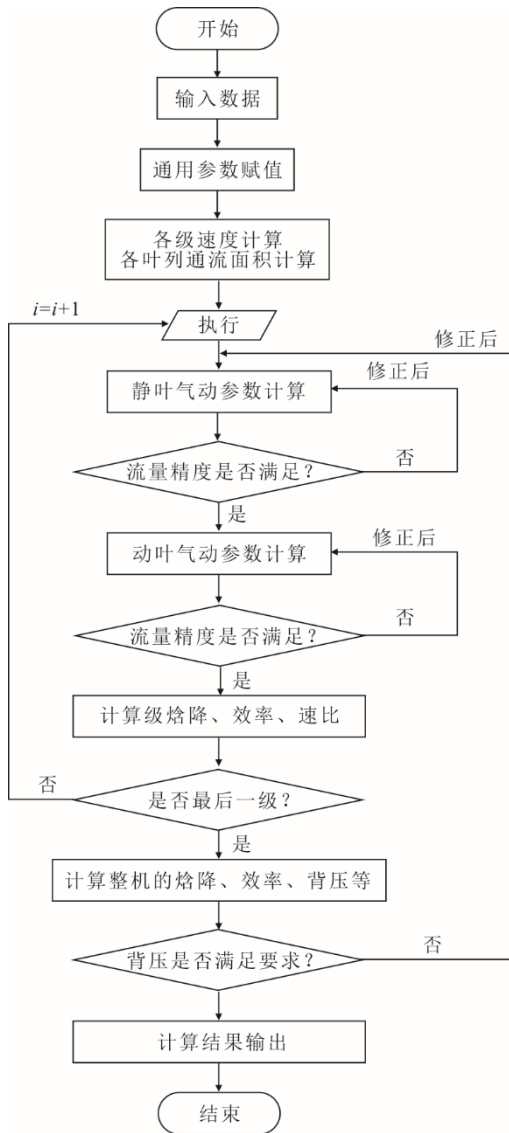 开始
输入数据
通用参数赋值
各级速度计算
各叶列通流面积计算
i=i+1
执行
修正后
修正后
静叶气动参数计算
流量精度是否满足?
否
是
修正后
动叶气动参数计算
流量精度是否满足?
否
是
计算级焓降、效率、速比
否
是否最后一级?
是
计算整机的焓降、效率、背压等
否
背压是否满足要求?
计算结果输出
结束